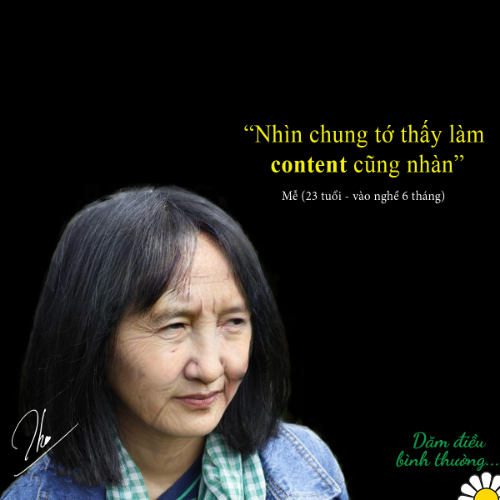 “Nhìn chung tớ thấy làm
content cũng nhàn”
Mễ (23 tuổi - vào nghề 6 tháng)
Dăm điều
bình thường...